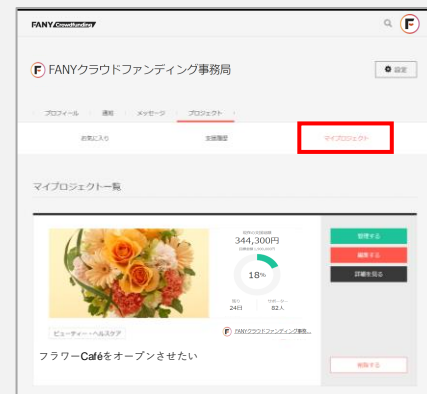 FANY Crowdfunding
FANYクラウドファンディング事務局
設定
プロフィール
通知
メッセージ
プロジェクト
お気に入り
支援履歴
マイプロジェクト
マイプロジェクト一覧
344,300円
18%
残り
24日
サポーター
82人
管理する
編集する
詳細を見る
削除する
ビューティー・ヘルスケア
FANYクラウドファンディング事務...
フラワーCaféをオープンさせたい